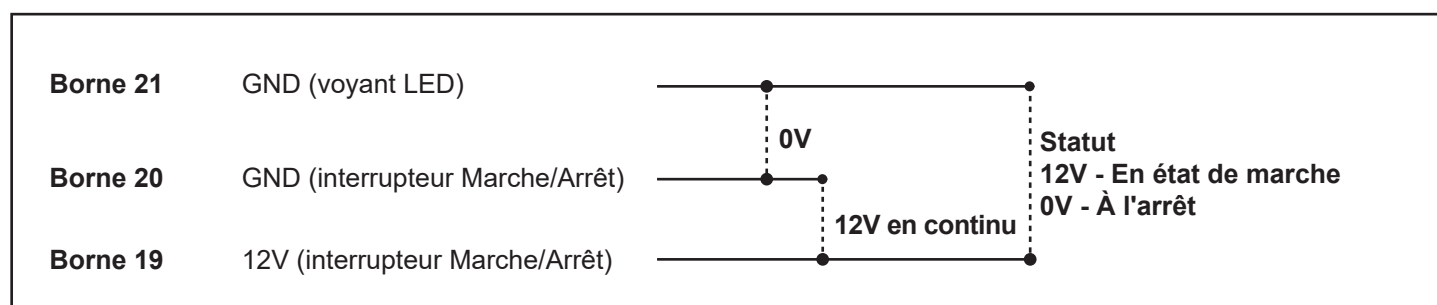 Borne 21 GND (voyant LED)
0V
Borne 20 GND (interrupteur Marche/Arrêt)
12V en continu
Borne 19 12V (interrupteur Marche/Arrêt)
Statut
12V - En état de marche
0V - À l'arrêt